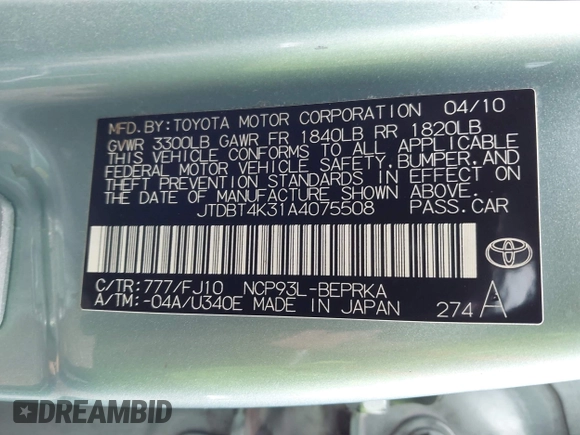 MFD. BY: TOYOTA MOTOR CORPORATION 04/10
GVWR 3300LB GAWR FR 1840LB RR 1820LB
THIS VEHICLE CONFORMS TO ALL APPLICABLE
FEDERAL MOTOR VEHICLE SAFETY, BUMPER, AND
THEFT PREVENTION STANDARDS IN EFFECT ON
THE DATE OF MANUFACTURE SHOWN ABOVE.
JTDBT4K31A4075508 PASS. CAR
C/TR: 777/FJ10 NCP93L-BEPRKA
A/TM: -04A/U340E MADE IN JAPAN 274 A
DREAMBID